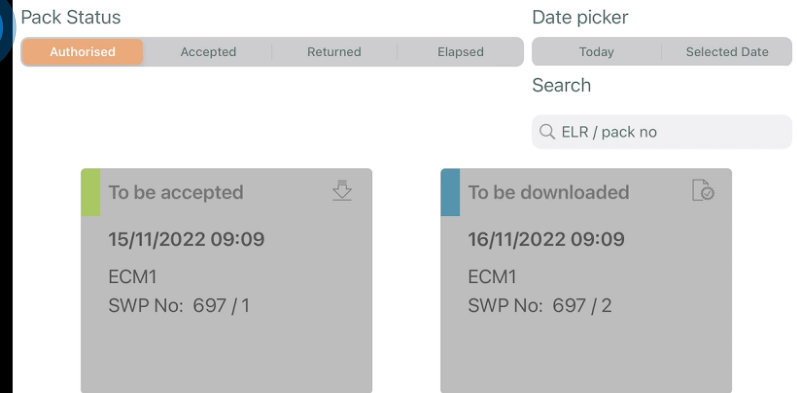 Pack Status
Date picker
Authorised Accepted Returned Elapsed
Today Selected Date
Search
ELR / pack no
To be accepted
15/11/2022 09:09
ECM1
SWP No: 697 / 1
To be downloaded
16/11/2022 09:09
ECM1
SWP No: 697 / 2